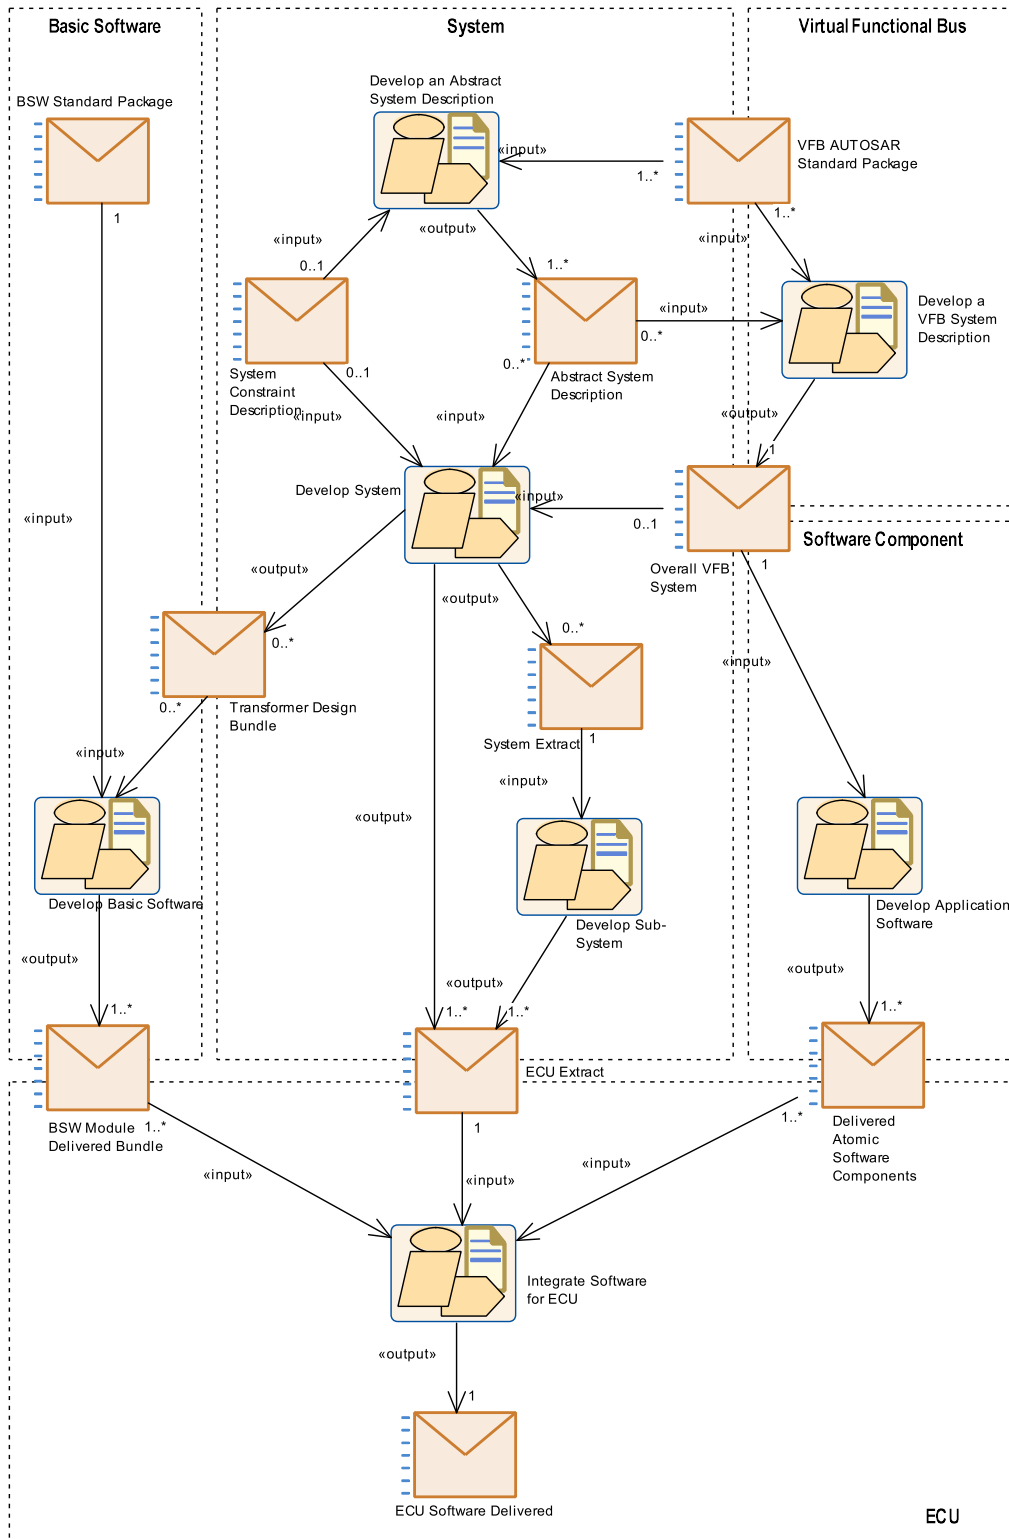 Basic Software
System
Virtual Functional Bus
Develop an Abstract
System Description
BSW Standard Package
VFB AUTOSAR
Standard Package
«input»
1..*
1
1..*
«output»
«input»
«input»
0..1
1..*
Develop a
VFB System
Description
«input»
0..*
0..*
0..1
System
Constraint
Description
Abstract System
Description
«input»
«input»
«output»
1
Develop System
«input»
«input»
0..1
Software Component
1
Overall VFB
System
«output»
«output»
0..*
0..*
«input»
0..*
Transformer Design
Bundle
System Extract
1
«input»
«input»
«output»
Develop Basic Software
Develop Application
Software
Develop Sub-
System
«output»
«output»
«output»
1..*
1..*
1..*
1..*
ECU Extract
BSW Module
Delivered Bundle
1..*
1
1..*
Delivered
Atomic
Software
Components
«input»
«input»
«input»
Integrate Software
for ECU
«output»
1
ECU Software Delivered
ECU